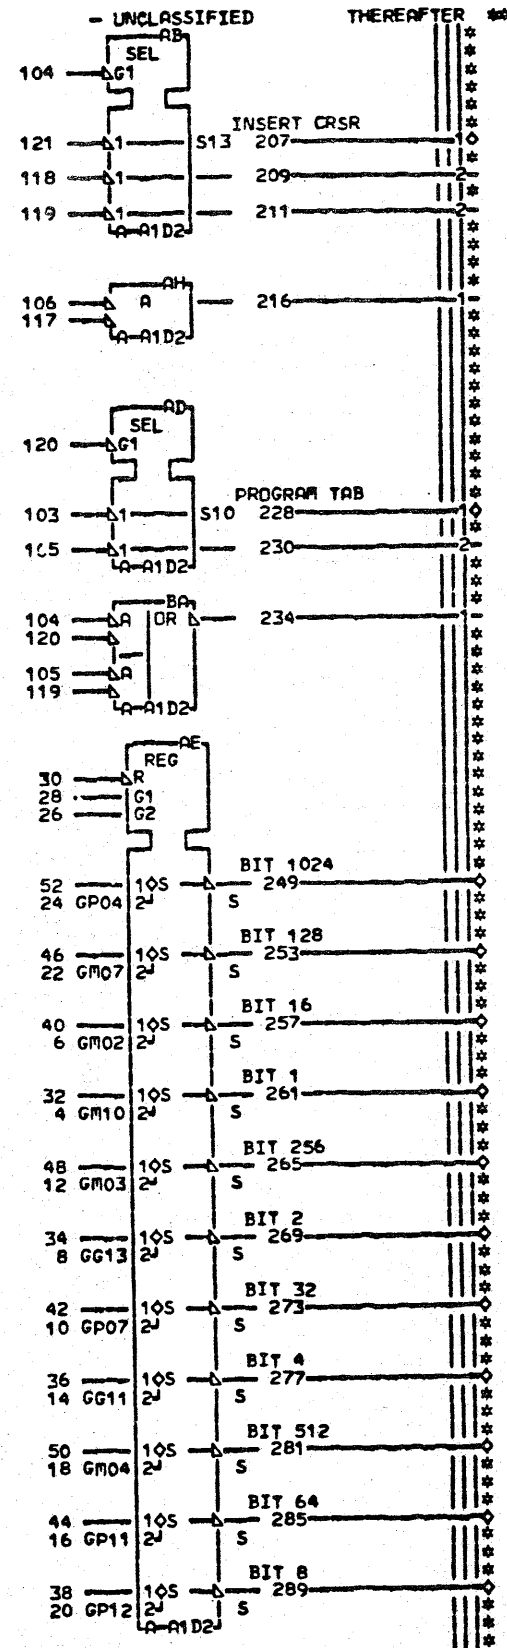 - UNCLASSIFIED THEREAFTER **
AB
SEL
104 G1
INSERT CRSR
121 1 S13 207 1
118 1 209 2
119 1 211 2
A A1D2
AH
106 A 216 1
117
A A1D2
AD
SEL
120 G1
PROGRAM TAB
103 1 S10 228 1
105 1 230 2
A A1D2
BA
104 A OR 234 1
120
105 A
119
A A1D2
AE
REG
30 R
28 G1
26 G2
BIT 1024
52 1 S 249
24 GP04 2 S
BIT 128
46 1 S 253
22 GM07 2 S
BIT 16
40 1 S 257
6 GM02 2 S
BIT 1
32 1 S 261
4 GM10 2 S
BIT 256
48 1 S 265
12 GM03 2 S
BIT 2
34 1 S 269
8 GG13 2 S
BIT 32
42 1 S 273
10 GP07 2 S
BIT 4
36 1 S 277
14 GG11 2 S
BIT 512
50 1 S 281
18 GM04 2 S
BIT 64
44 1 S 285
16 GP11 2 S
BIT 8
38 1 S 289
20 GP12 2 S
A A1D2